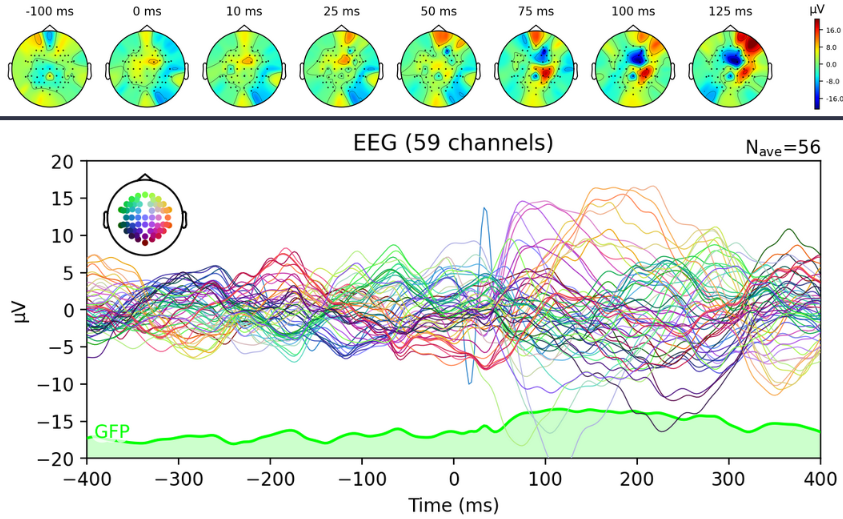 -100 ms 0 ms 10 ms 25 ms 50 ms 75 ms 100 ms 125 ms μV
16.0
8.0
0.0
-8.0
-16.0
EEG (59 channels)
Nave=56
20
15
10
5
0
−5
−10
−15
−20
μV
GFP
−400 −300 −200 −100 0 100 200 300 400
Time (ms)